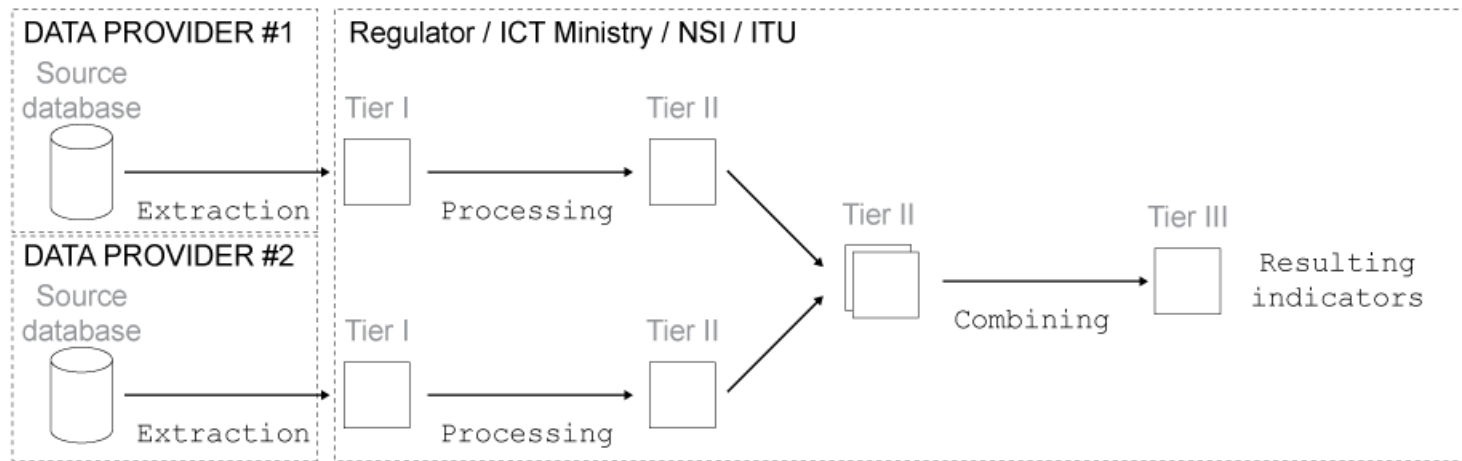 DATA PROVIDER #1
Source
database
Extraction
DATA PROVIDER #2
Source
database
Extraction
Regulator / ICT Ministry / NSI / ITU
Tier I
Processing
Tier II
Tier I
Processing
Tier II
Tier II
Combining
Tier III
Resulting
indicators